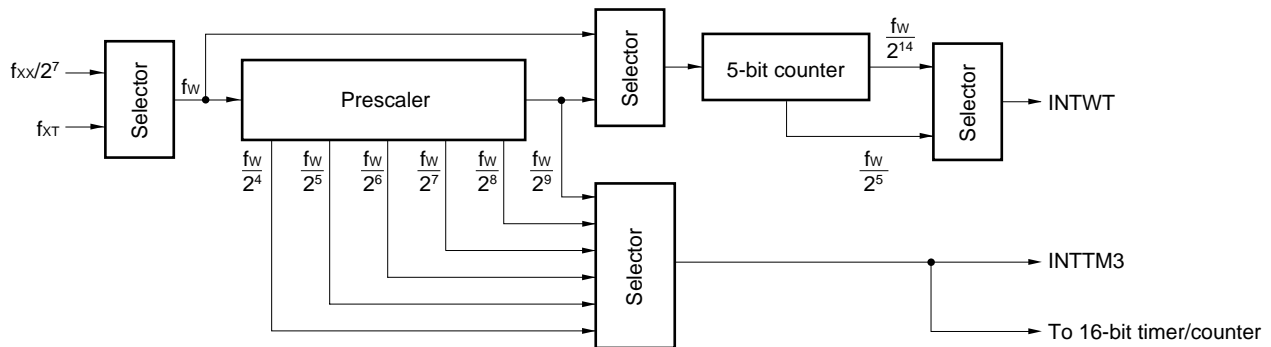 fXX/2⁷
fXT
Selector
fW
Prescaler
fW/2⁴
fW/2⁵
fW/2⁶
fW/2⁷
fW/2⁸
fW/2⁹
Selector
5-bit counter
fW/2¹⁴
fW/2⁵
Selector
INTWT
Selector
INTTM3
To 16-bit timer/counter